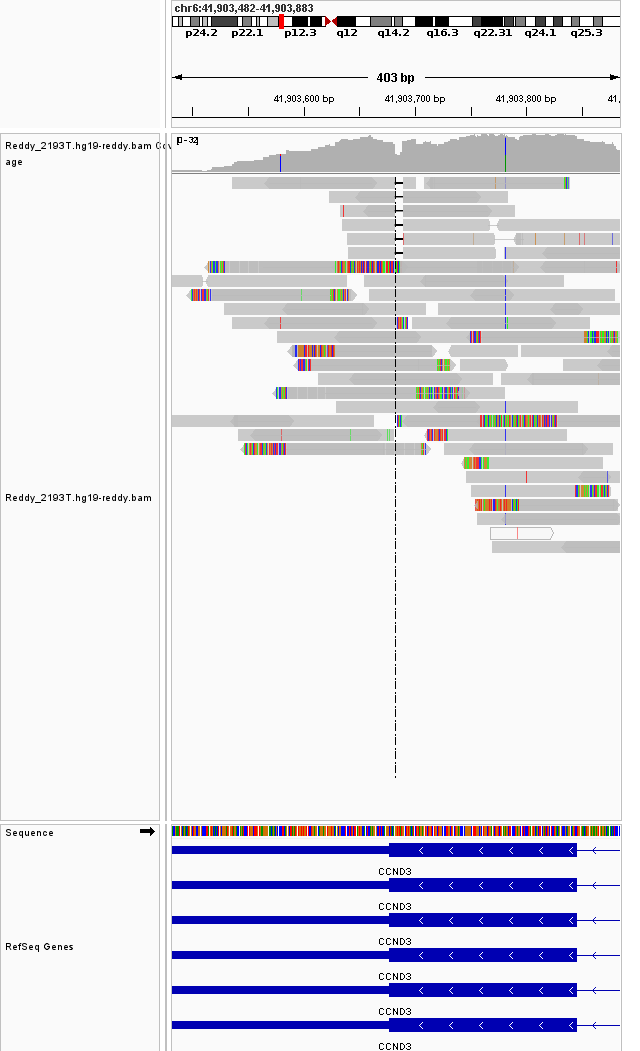 chr6:41,903,482-41,903,883
p24.2 p22.1 p12.3 q12 q14.2 q16.3 q22.31 q24.1 q25.3
403 bp
41,903,600 bp 41,903,700 bp 41,903,800 bp 41,
[0-32]
Reddy_2193T.hg19-reddy.bam Cov
age
Reddy_2193T.hg19-reddy.bam
Sequence
CCND3
CCND3
CCND3
RefSeq Genes
CCND3
CCND3
CCND3